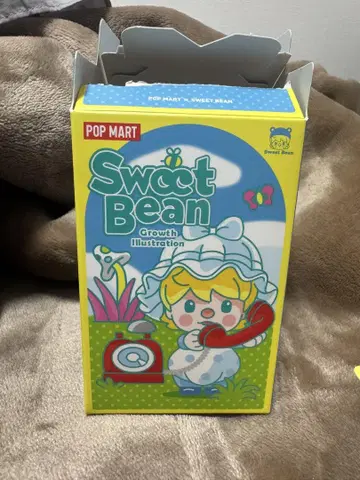 POP MART × SWEET BEAN
POP MART
Sweet Bean
Sweet
Bean
Growth
Illustration